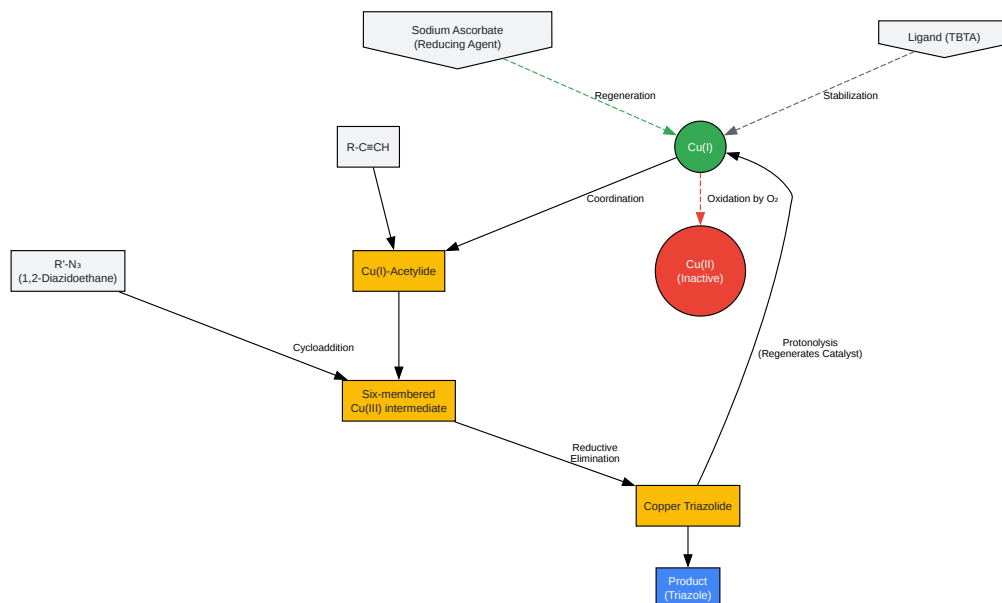 Sodium Ascorbate
(Reducing Agent)
Ligand (TBTA)
Regeneration
Stabilization
R-C≡CH
Cu(I)
Coordination
Oxidation by O₂
R'-N₃
(1,2-Diazidoethane)
Cu(I)-Acetylide
Cu(II)
(Inactive)
Cycloaddition
Protonolysis
(Regenerates Catalyst)
Six-membered
Cu(III) intermediate
Reductive
Elimination
Copper Triazolide
Product
(Triazole)